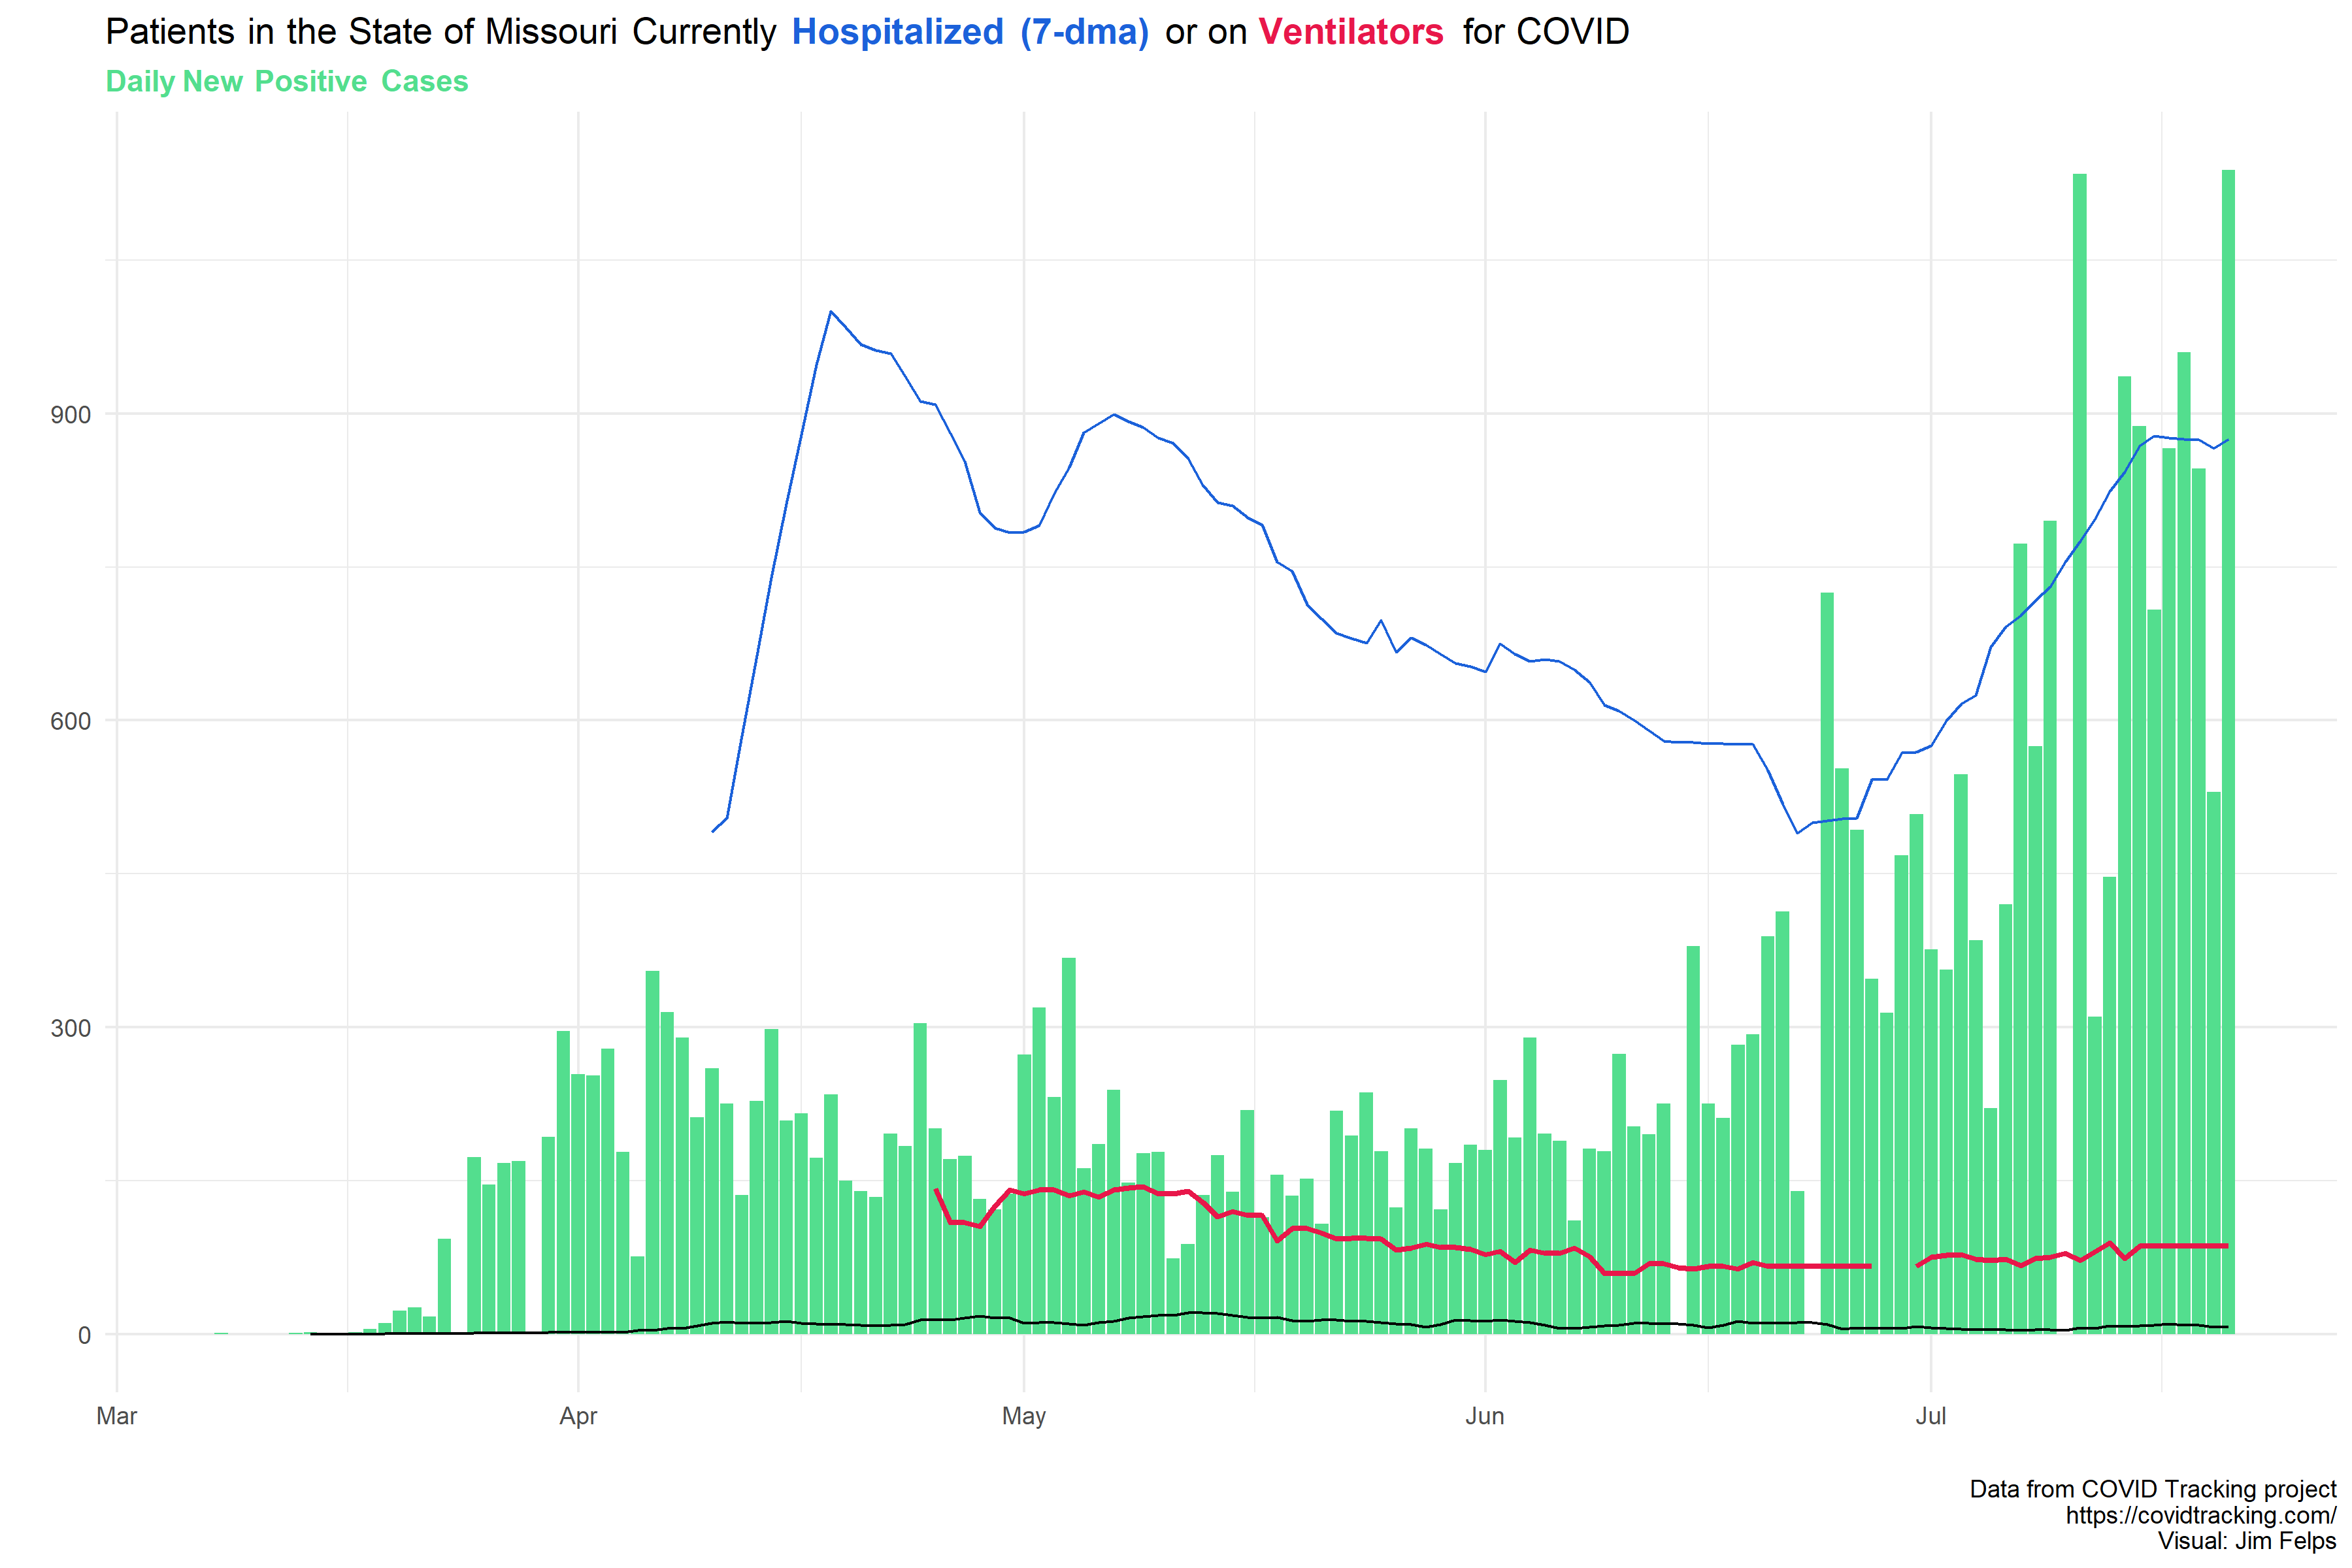 Patients in the State of Missouri Currently Hospitalized (7-dma) or on Ventilators for COVID
Daily New Positive Cases
900
600
300
0
Mar Apr May Jun Jul
Data from COVID Tracking project
https://covidtracking.com/
Visual: Jim Felps